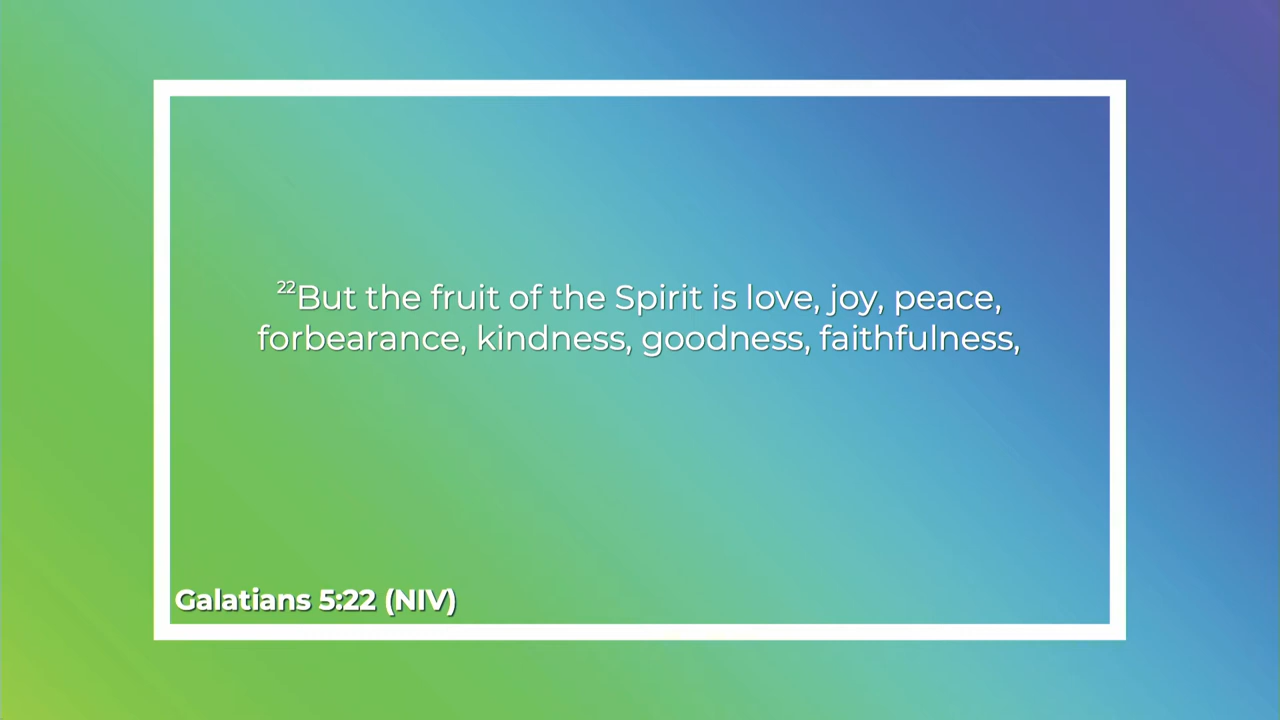 ²²But the fruit of the Spirit is love, joy, peace,
forbearance, kindness, goodness, faithfulness,
Galatians 5:22 (NIV)